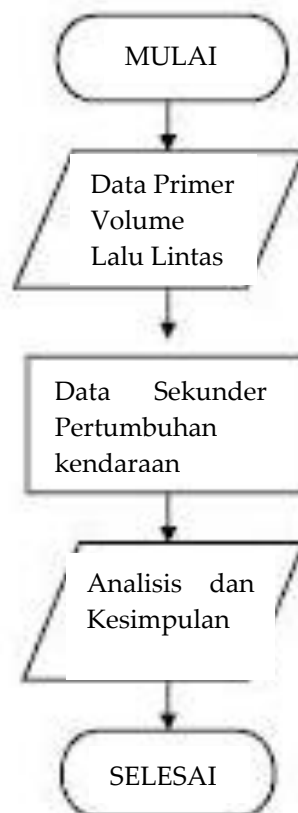 MULAI
Data Primer
Volume
Lalu Lintas
Data Sekunder
Pertumbuhan
kendaraan
Analisis dan
Kesimpulan
SELESAI